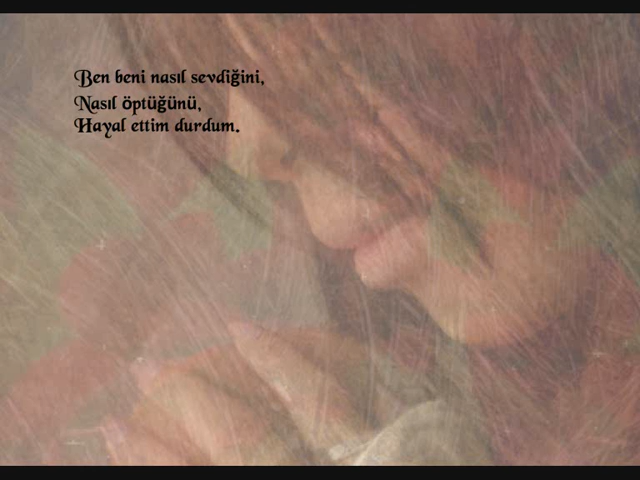 Ben beni nasıl sevdiğini,
Nasıl öptüğünü,
Hayal ettim durdum.